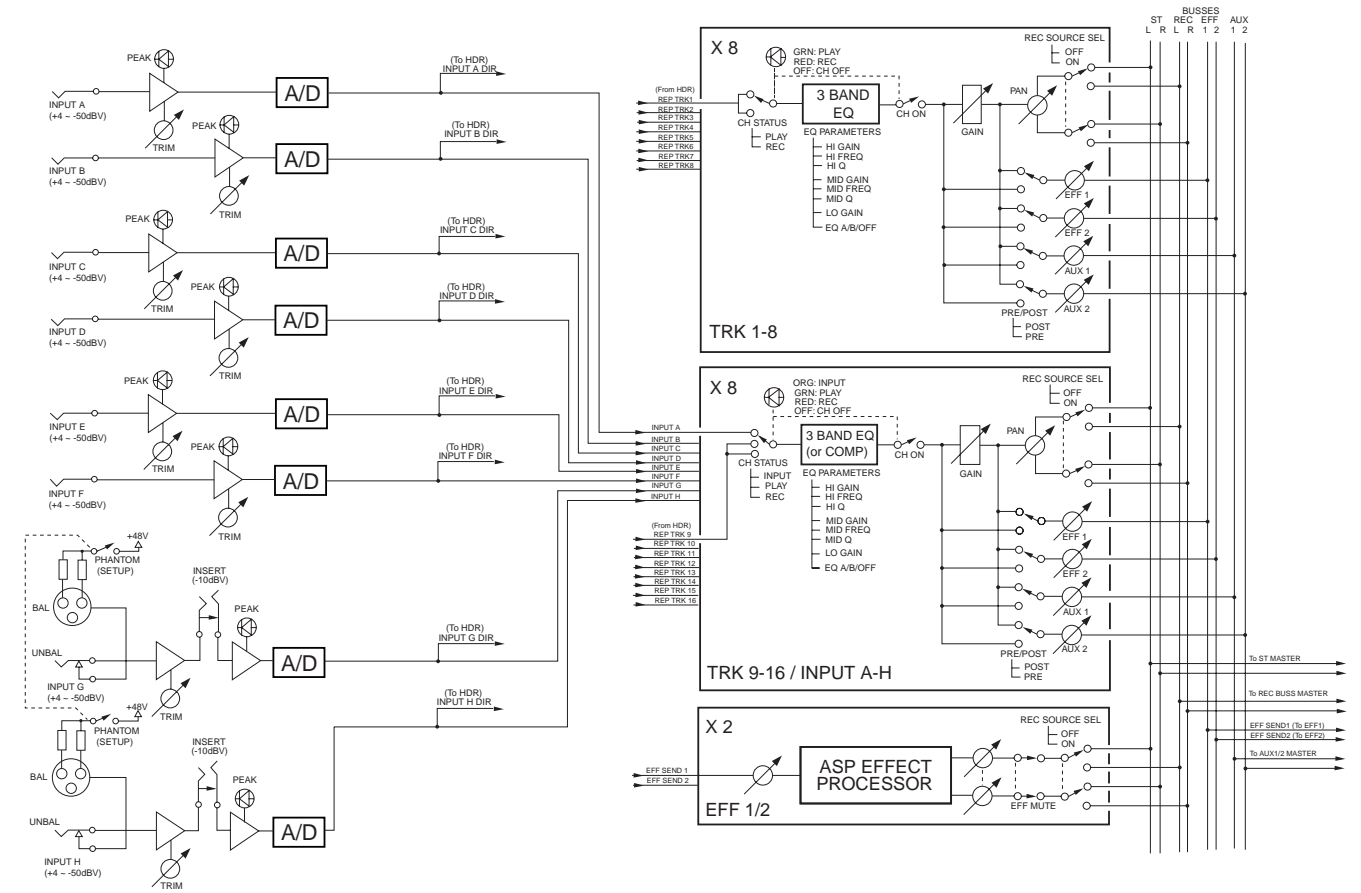 BUSSES
ST REC EFF AUX
L R L R 1 2 1 2
PEAK
INPUT A
(+4 ~ -50dBV)
TRIM
A/D
(To HDR)
INPUT A DIR
PEAK
INPUT B
(+4 ~ -50dBV)
TRIM
A/D
(To HDR)
INPUT B DIR
PEAK
INPUT C
(+4 ~ -50dBV)
TRIM
A/D
(To HDR)
INPUT C DIR
PEAK
INPUT D
(+4 ~ -50dBV)
TRIM
A/D
(To HDR)
INPUT D DIR
PEAK
INPUT E
(+4 ~ -50dBV)
TRIM
A/D
(To HDR)
INPUT E DIR
PEAK
INPUT F
(+4 ~ -50dBV)
TRIM
A/D
(To HDR)
INPUT F DIR
+48V
PHANTOM
(SETUP)
BAL
UNBAL
INPUT G
(+4 ~ -50dBV)
TRIM
INSERT
(-10dBV)
PEAK
A/D
(To HDR)
INPUT G DIR
+48V
PHANTOM
(SETUP)
BAL
UNBAL
INPUT H
(+4 ~ -50dBV)
TRIM
INSERT
(-10dBV)
PEAK
A/D
(To HDR)
INPUT H DIR
X 8
GRN: PLAY
RED: REC
OFF: CH OFF
REC SOURCE SEL
OFF
ON
(From HDR)
REP TRK1
REP TRK2
REP TRK3
REP TRK4
REP TRK5
REP TRK6
REP TRK7
REP TRK8
CH STATUS
PLAY
REC
3 BAND
EQ
EQ PARAMETERS
HI GAIN
HI FREQ
HI Q
MID GAIN
MID FREQ
MID Q
LO GAIN
EQ A/B/OFF
CH ON
GAIN
PAN
EFF 1
EFF 2
AUX 1
AUX 2
PRE/POST
POST
PRE
TRK 1-8
X 8
ORG: INPUT
GRN: PLAY
RED: REC
OFF: CH OFF
REC SOURCE SEL
OFF
ON
INPUT A
INPUT B
INPUT C
INPUT D
INPUT E
INPUT F
INPUT G
INPUT H
(From HDR)
REP TRK 9
REP TRK 10
REP TRK 11
REP TRK 12
REP TRK 13
REP TRK 14
REP TRK 15
REP TRK 16
CH STATUS
INPUT
PLAY
REC
3 BAND EQ
(or COMP)
EQ PARAMETERS
HI GAIN
HI FREQ
HI Q
MID GAIN
MID FREQ
MID Q
LO GAIN
EQ A/B/OFF
CH ON
GAIN
PAN
EFF 1
EFF 2
AUX 1
AUX 2
PRE/POST
POST
PRE
TRK 9-16 / INPUT A-H
X 2
REC SOURCE SEL
OFF
ON
EFF SEND 1
EFF SEND 2
ASP EFFECT
PROCESSOR
EFF MUTE
EFF 1/2
To ST MASTER
To REC BUSS MASTER
EFF SEND1 (To EFF1)
EFF SEND2 (To EFF2)
To AUX1/2 MASTER